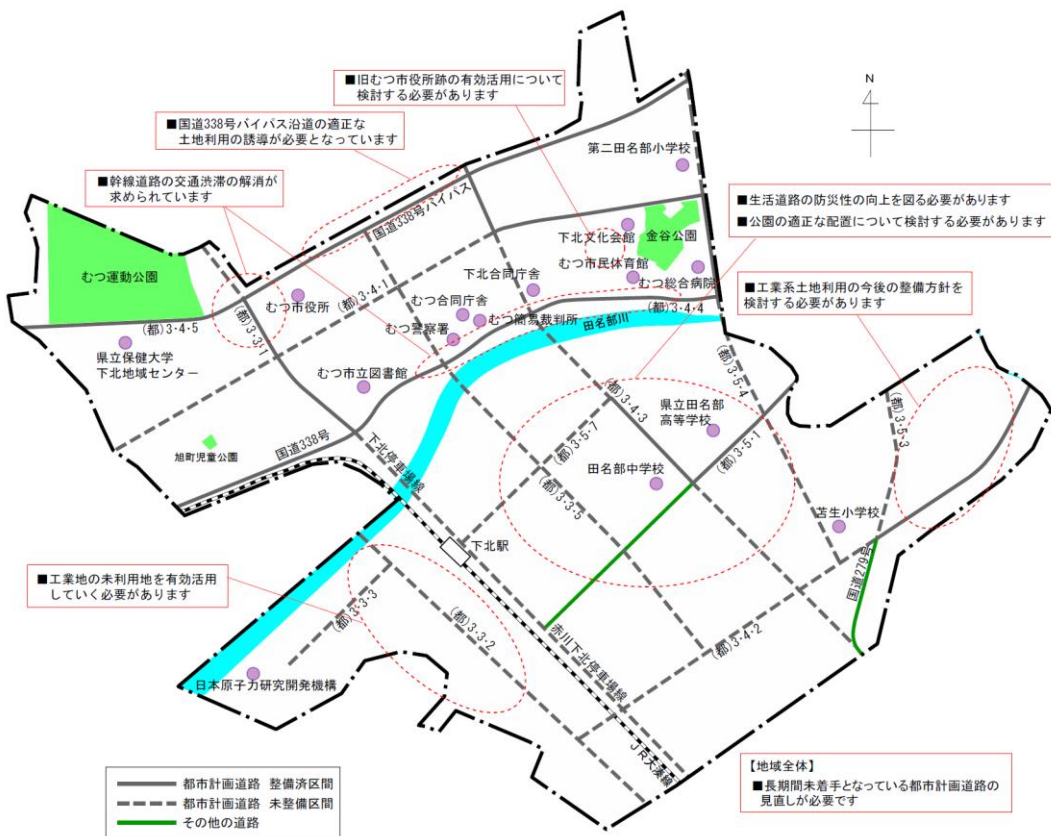 ■旧むつ市役所跡の有効活用について
検討する必要があります
N
■国道338号バイパス沿道の適正な
土地利用の誘導が必要となっています
第二田名部小学校
■幹線道路の交通渋滞の解消が
求められています
■生活道路の防災性の向上を図る必要があります
■公園の適正な配置について検討する必要があります
国道338号バイパス
下北文化会館
金谷公園
むつ運動公園
下北合同庁舎
むつ市民体育館
むつ総合病院
■工業系土地利用の今後の整備方針を
検討する必要があります
(都)3・4・1
むつ市役所
むつ合同庁舎
(都)3・4・4
(都)3・4・5
(都)3・3・1
むつ警察署
むつ簡易裁判所
田名部川
県立保健大学
下北地域センター
むつ市立図書館
(都)3・5・4
(都)3・4・3
県立田名部
高等学校
(都)3・5・3
(都)3・5・7
(都)3・5・1
国道338号
下北停車場線
旭町児童公園
田名部中学校
(都)3・3・5
苫生小学校
下北駅
国道279号
■工業地の未利用地を有効活用
していく必要があります
(都)3・3・3
(都)3・3・2
(都)3・4・2
赤川下北停車場線
日本原子力研究開発機構
JR大湊線
【地域全体】
■長期間未着手となっている都市計画道路の
見直しが必要です
都市計画道路 整備済区間
都市計画道路 未整備区間
その他の道路